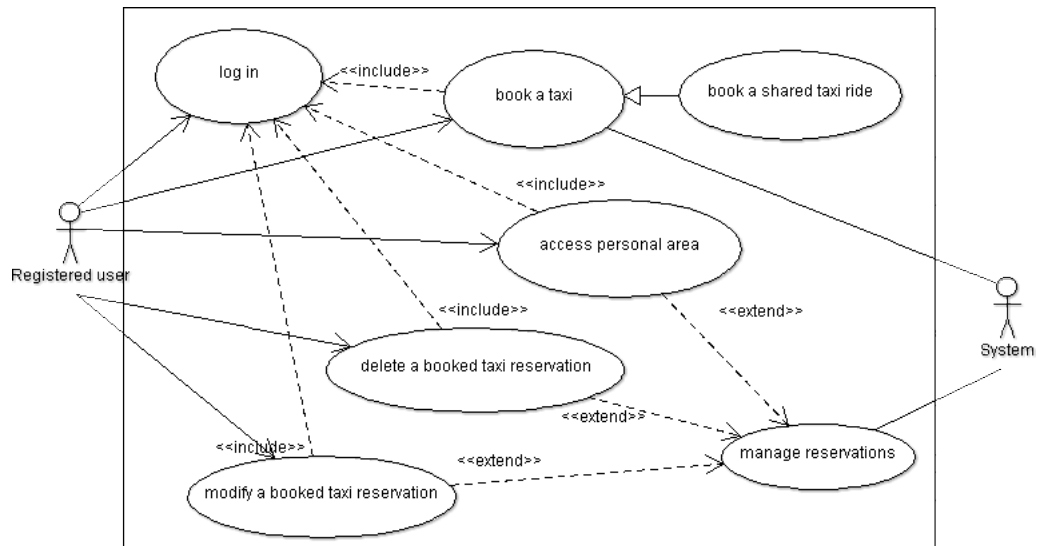 log in
<<include>>
book a taxi
book a shared taxi ride
<<include>>
access personal area
Registered user
<<include>>
<<extend>>
System
delete a booked taxi reservation
<<extend>>
<<include>>
<<extend>>
manage reservations
modify a booked taxi reservation